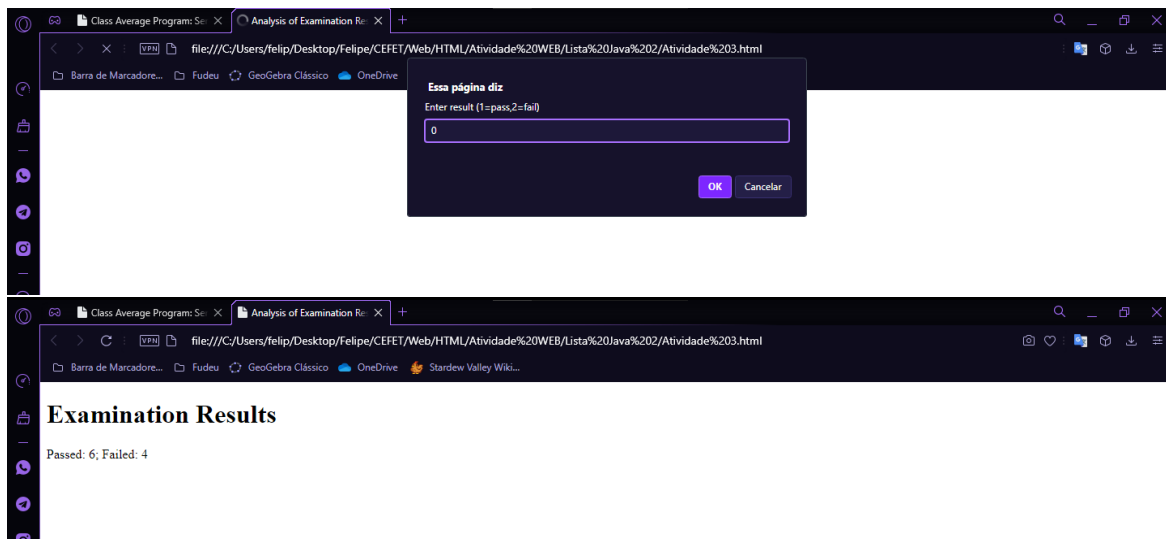 Class Average Program: Se
Analysis of Examination Re
VPN
file:///C:/Users/felip/Desktop/Felipe/CEFET/Web/HTML/Atividade%20WEB/Lista%20Java%202/Atividade%203.html
Barra de Marcadore...
Fudeu
GeoGebra Clássico
OneDrive
Essa página diz
Enter result (1=pass,2=fail)
0
OK
Cancelar
Class Average Program: Se
Analysis of Examination Re
VPN
file:///C:/Users/felip/Desktop/Felipe/CEFET/Web/HTML/Atividade%20WEB/Lista%20Java%202/Atividade%203.html
Barra de Marcadore...
Fudeu
GeoGebra Clássico
OneDrive
Stardew Valley Wiki...
Examination Results
Passed: 6; Failed: 4